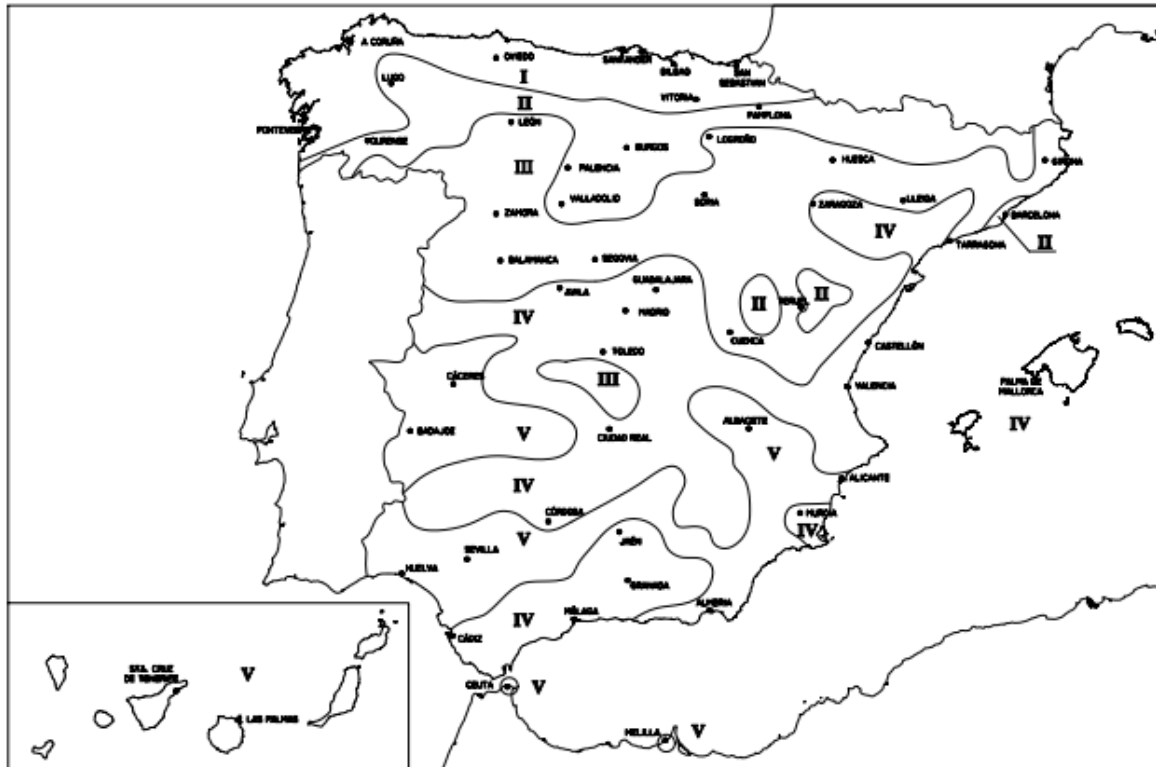 A CORUÑA
OVIEDO
SANTANDER
BILBAO
SAN
SEBASTIAN
LUGO
I
VITORIA
II
PAMPLONA
PONTEVEDRA
LEÓN
OURENSE
LOGROÑO
BURGOS
HUESCA
GIRONA
III
PALENCIA
VALLADOLID
SORIA
ZARAGOZA
LLEIDA
ZAMORA
BARCELONA
IV
TARRAGONA
II
SALAMANCA
SEGOVIA
GUADALAJARA
AVILA
II
II
TERUEL
IV
MADRID
CUENCA
CASTELLÓN
TOLEDO
CÁCERES
III
VALENCIA
PALMA DE
MALLORCA
IV
BADAJOZ
V
CIUDAD REAL
ALBACETE
V
IV
ALICANTE
CÓRDOBA
MURCIA
IV
V
JAÉN
SEVILLA
HUELVA
GRANADA
ALMERIA
MÁLAGA
IV
CÁDIZ
STA. CRUZ
DE TENERIFE
V
CEUTA
V
LAS PALMAS
MELILLA
V